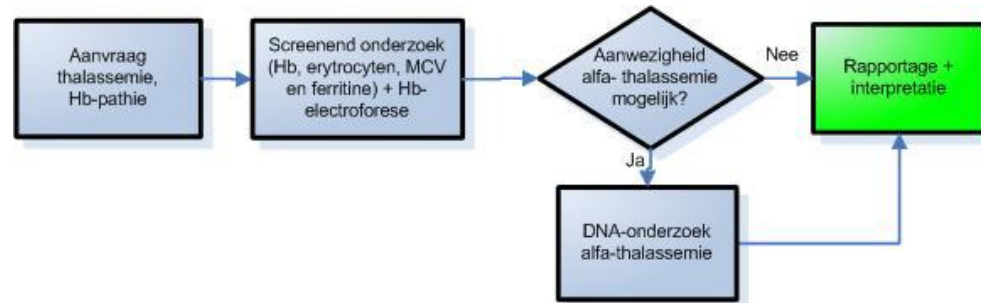 Aanvraag
thalassemie,
Hb-pathie
Screenend onderzoek
(Hb, erytrocyten, MCV
en ferritine) + Hb-
electroforese
Aanwezigheid
alfa- thalassemie
mogelijk?
Nee
Rapportage +
interpretatie
Ja
DNA-onderzoek
alfa-thalassemie